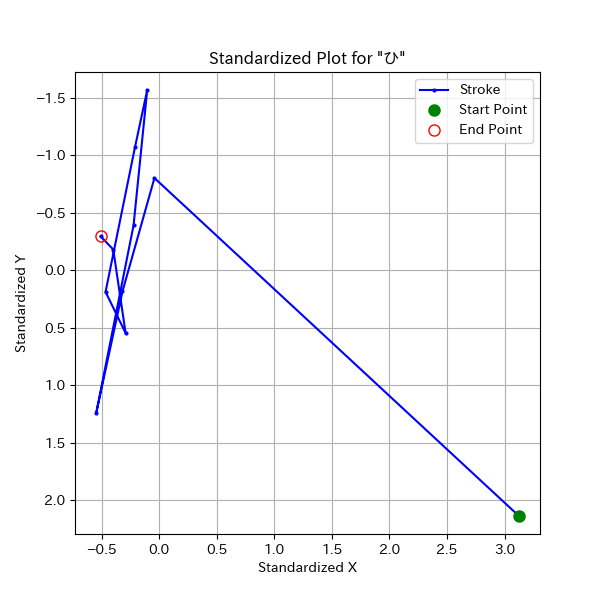 Standardized Plot for "ひ"
Stroke
Start Point
End Point
−1.5
−1.0
−0.5
0.0
0.5
1.0
1.5
2.0
Standardized Y
−0.5 0.0 0.5 1.0 1.5 2.0 2.5 3.0
Standardized X